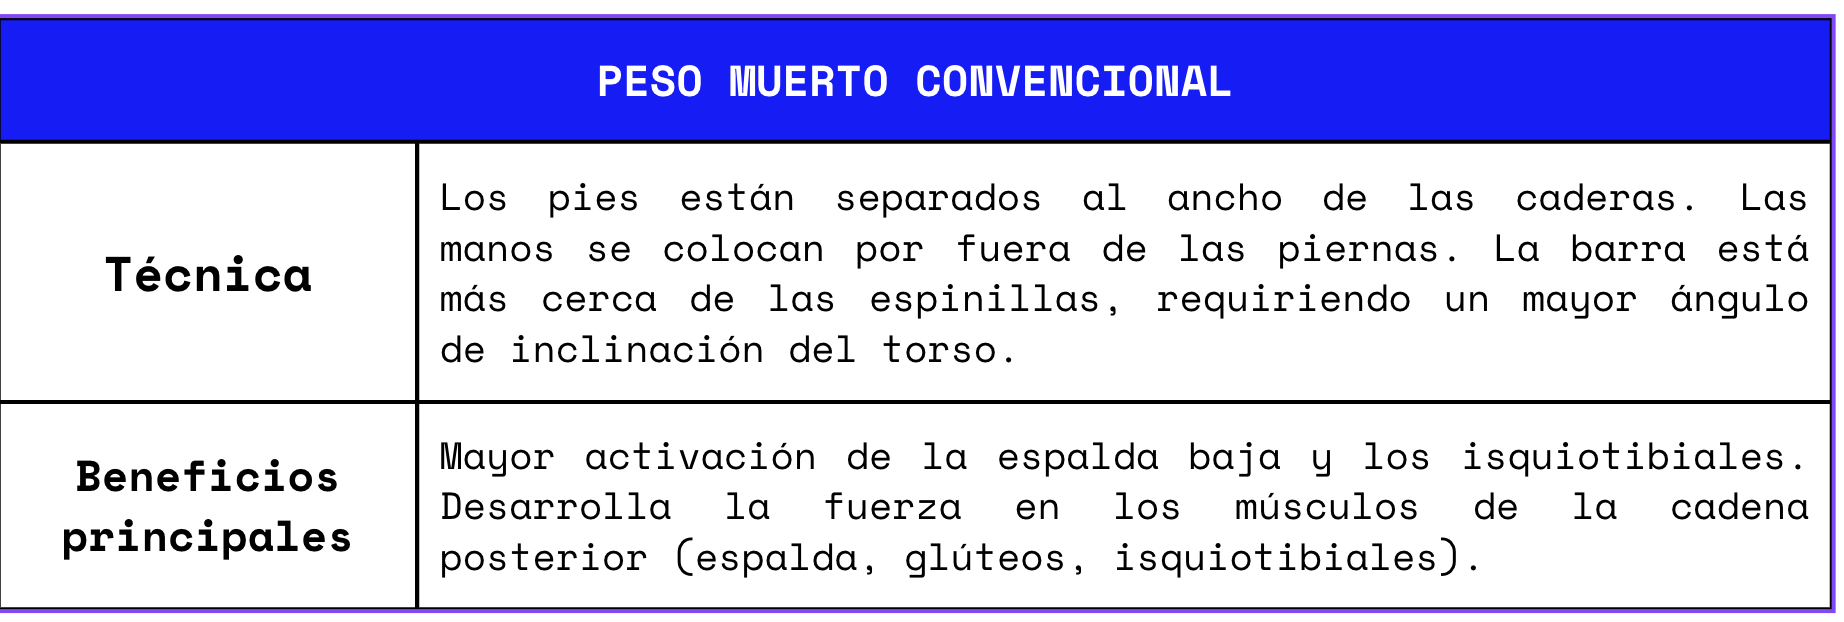 PESO MUERTO CONVENCIONAL
Técnica
Los pies están separados al ancho de las caderas. Las
manos se colocan por fuera de las piernas. La barra está
más cerca de las espinillas, requiriendo un mayor ángulo
de inclinación del torso.
Beneficios
principales
Mayor activación de la espalda baja y los isquiotibiales.
Desarrolla la fuerza en los músculos de la cadena
posterior (espalda, glúteos, isquiotibiales).